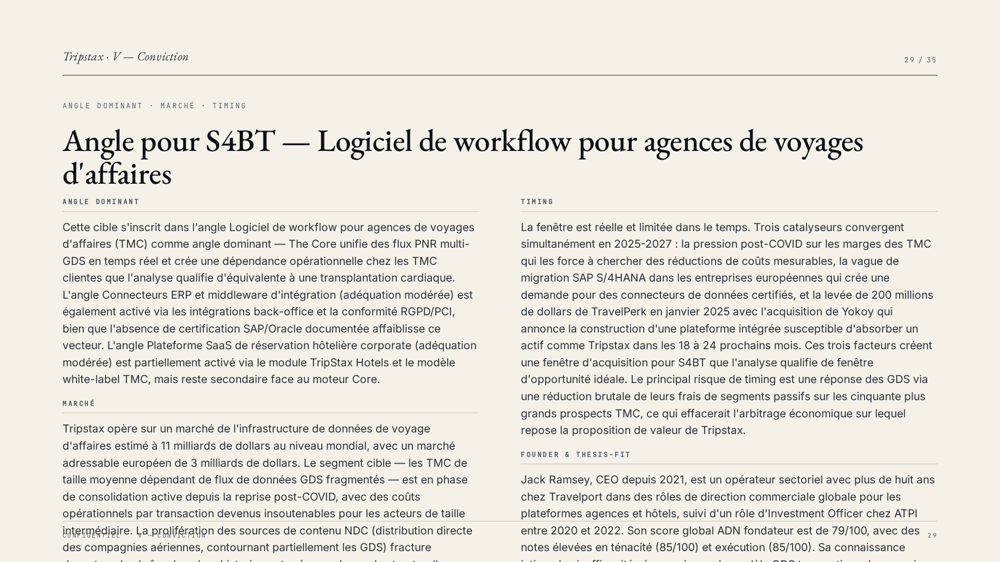 Tripstax · V — Conviction
29 / 35
ANGLE DOMINANT · MARCHÉ · TIMING
Angle pour S4BT — Logiciel de workflow pour agences de voyages
d'affaires
ANGLE DOMINANT
Cette cible s'inscrit dans l'angle Logiciel de workflow pour agences de voyages
d'affaires (TMC) comme angle dominant — The Core unifie des flux PNR multi-
GDS en temps réel et crée une dépendance opérationnelle chez les TMC
clientes que l'analyse qualifie d'équivalente à une transplantation cardiaque.
L'angle Connecteurs ERP et middleware d'intégration (adéquation modérée) est
également activé via les intégrations back-office et la conformité RGPD/PCI,
bien que l'absence de certification SAP/Oracle documentée affaiblisse ce
vecteur. L'angle Plateforme SaaS de réservation hôtelière corporate (adéquation
modérée) est partiellement activé via le module TripStax Hotels et le modèle
white-label TMC, mais reste secondaire face au moteur Core.
MARCHÉ
Tripstax opère sur un marché de l'infrastructure de données de voyage
d'affaires estimé à 11 milliards de dollars au niveau mondial, avec un marché
adressable européen de 3 milliards de dollars. Le segment cible — les TMC de
taille moyenne dépendant de flux de données GDS fragmentés — est en phase
de consolidation active depuis la reprise post-COVID, avec des coûts
opérationnels par transaction devenus insoutenables pour les acteurs de taille
intermédiaire. La prolifération des sources de contenu NDC (distribution directe
des compagnies aériennes, contournant partiellement les GDS) fracture
TIMING
La fenêtre est réelle et limitée dans le temps. Trois catalyseurs convergent
simultanément en 2025-2027 : la pression post-COVID sur les marges des TMC
qui les force à chercher des réductions de coûts mesurables, la vague de
migration SAP S/4HANA dans les entreprises européennes qui crée une
demande pour des connecteurs de données certifiés, et la levée de 200 millions
de dollars de TravelPerk en janvier 2025 avec l'acquisition de Yokoy qui
annonce la construction d'une plateforme intégrée susceptible d'absorber un
actif comme Tripstax dans les 18 à 24 prochains mois. Ces trois facteurs créent
une fenêtre d'acquisition pour S4BT que l'analyse qualifie de fenêtre
d'opportunité idéale. Le principal risque de timing est une réponse des GDS via
une réduction brutale de leurs frais de segments passifs sur les cinquante plus
grands prospects TMC, ce qui effacerait l'arbitrage économique sur lequel
repose la proposition de valeur de Tripstax.
FOUNDER & THESIS-FIT
Jack Ramsey, CEO depuis 2021, est un opérateur sectoriel avec plus de huit ans
chez Travelport dans des rôles de direction commerciale globale pour les
plateformes agences et hôtels, suivi d'un rôle d'Investment Officer chez ATPI
entre 2020 et 2022. Son score global ADN fondateur est de 79/100, avec des
notes élevées en ténacité (85/100) et exécution (85/100). Sa connaissance
CONFIDENTIEL V — CONVICTION
29